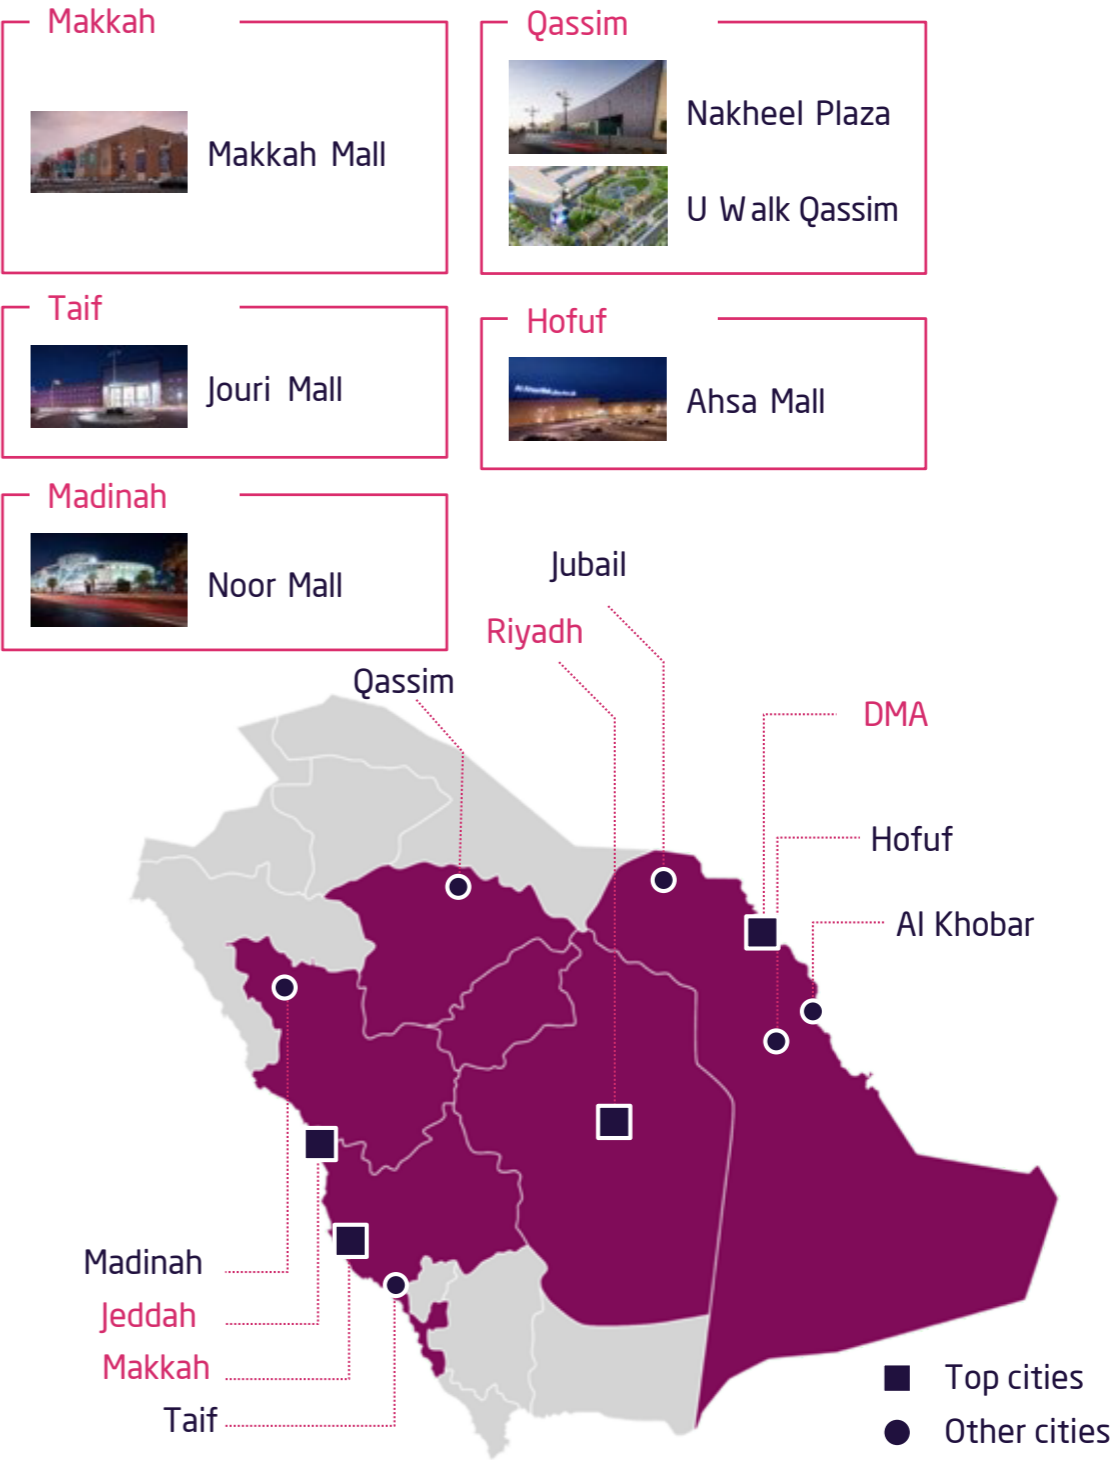 Makkah
Makkah Mall
Qassim
Nakheel Plaza
U Walk Qassim
Taif
Jouri Mall
Hofuf
Ahsa Mall
Madinah
Noor Mall
Jubail
Riyadh
Qassim
DMA
Hofuf
Al Khobar
Madinah
Jeddah
Makkah
Taif
Top cities
Other cities